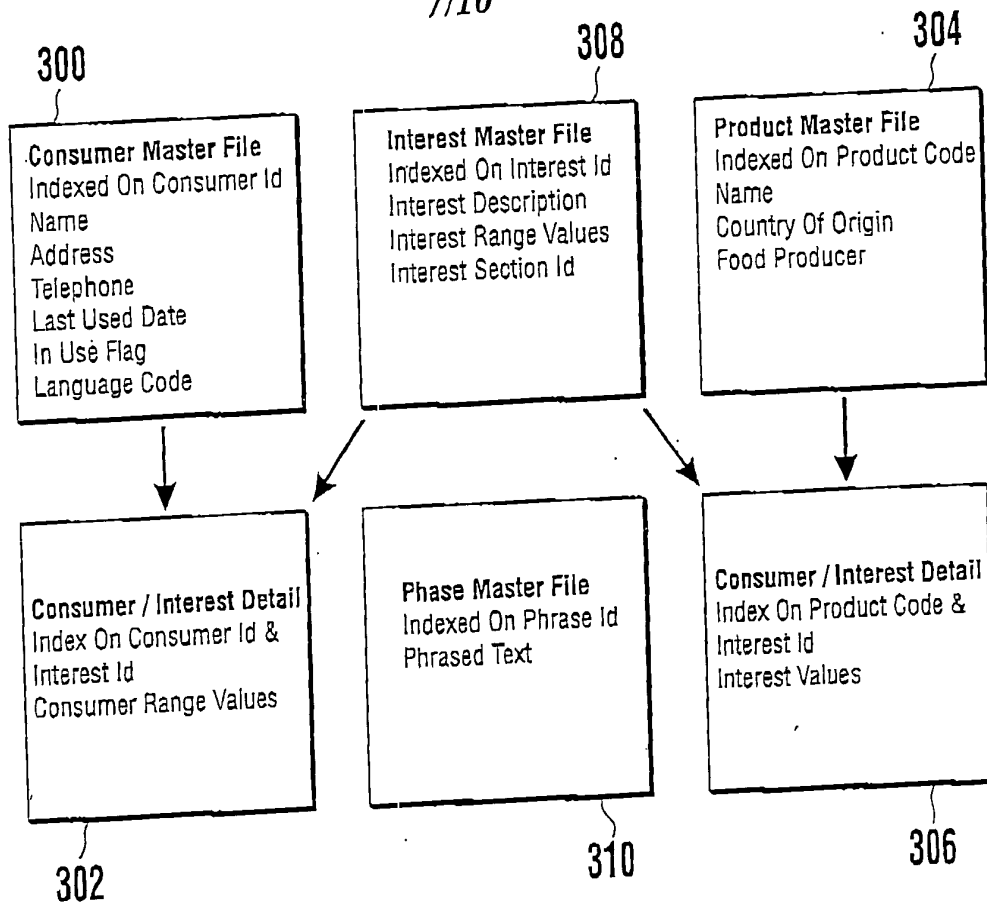 7/10
300
308
304
Consumer Master File
Indexed On Consumer Id
Name
Address
Telephone
Last Used Date
In Use Flag
Language Code
Interest Master File
Indexed On Interest Id
Interest Description
Interest Range Values
Interest Section Id
Product Master File
Indexed On Product Code
Name
Country Of Origin
Food Producer
Consumer / Interest Detail
Index On Consumer Id &
Interest Id
Consumer Range Values
Phase Master File
Indexed On Phrase Id
Phrased Text
Consumer / Interest Detail
Index On Product Code &
Interest Id
Interest Values
302
310
306